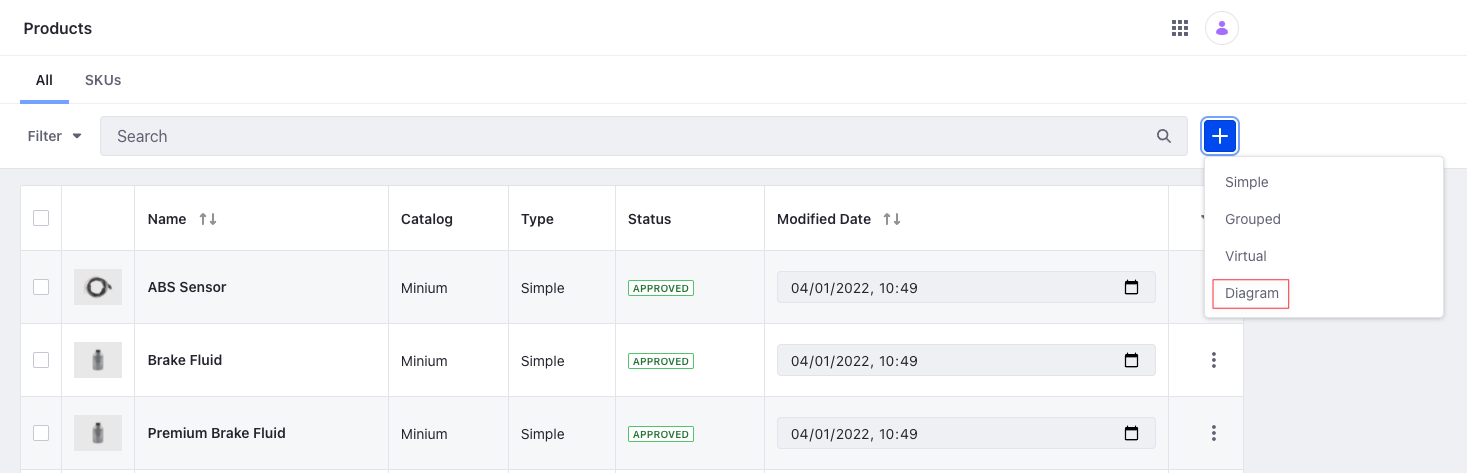 Products
All SKUs
Filter Search
Simple
Grouped
Virtual
Diagram
Name Catalog Type Status Modified Date
ABS Sensor Minium Simple APPROVED 04/01/2022, 10:49
Brake Fluid Minium Simple APPROVED 04/01/2022, 10:49
Premium Brake Fluid Minium Simple APPROVED 04/01/2022, 10:49